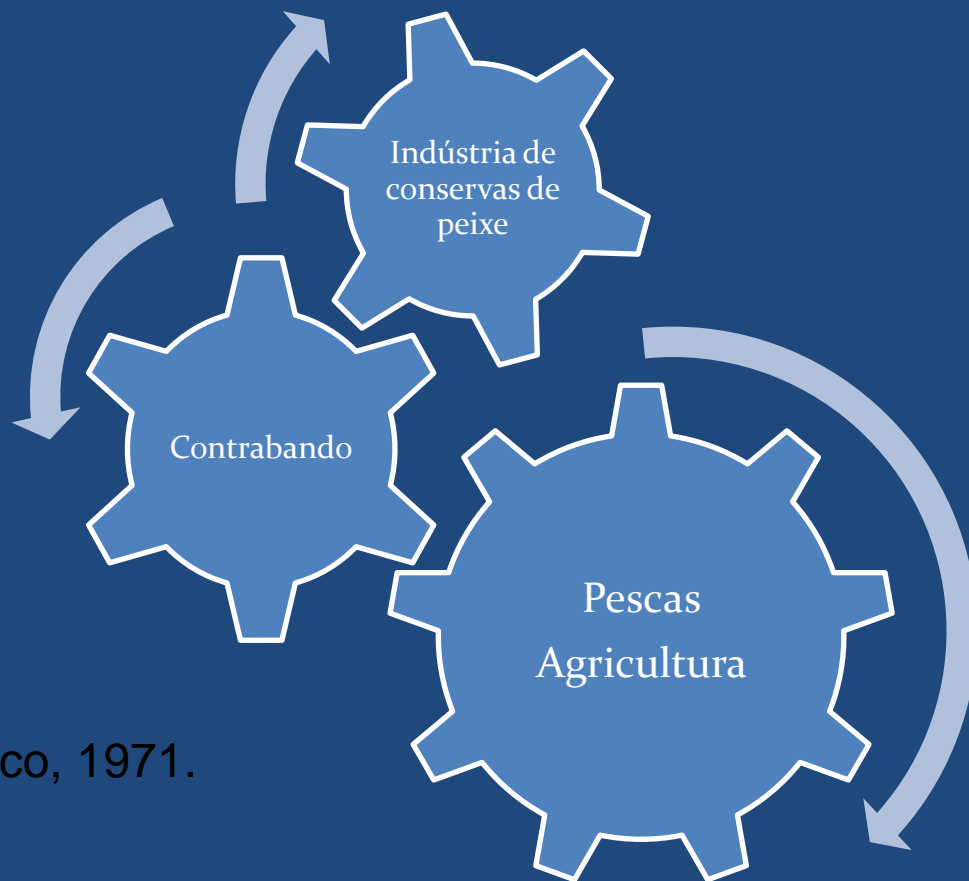 Indústria de
conservas de
peixe
Contrabando
Pescas
Agricultura
co, 1971.